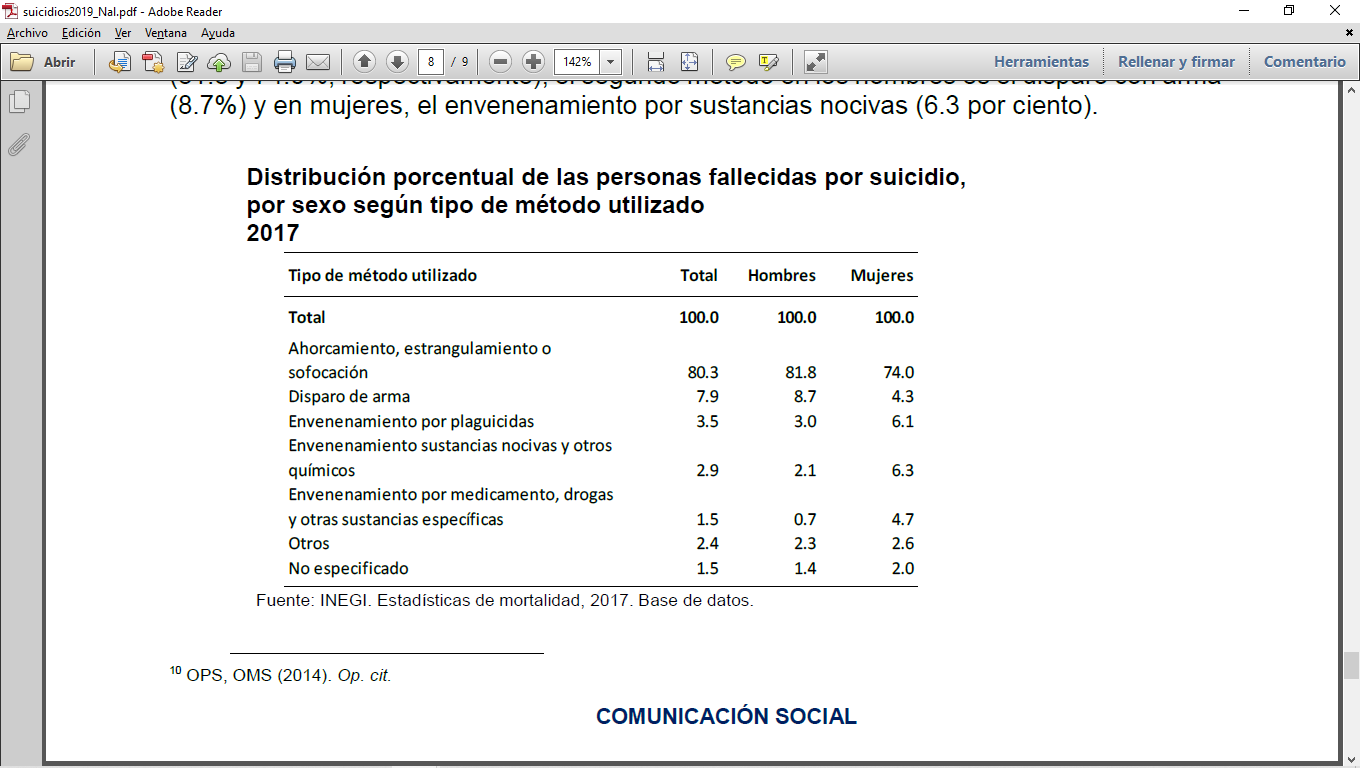 suicidios2019_Nal.pdf - Adobe Reader
Archivo Edición Ver Ventana Ayuda
Abrir 8 / 9 142% Herramientas Rellenar y firmar Comentario
(8.7%) y en mujeres, el envenenamiento por sustancias nocivas (6.3 por ciento).
Distribución porcentual de las personas fallecidas por suicidio,
por sexo según tipo de método utilizado
2017
Tipo de método utilizado Total Hombres Mujeres
Total 100.0 100.0 100.0
Ahorcamiento, estrangulamiento o
sofocación 80.3 81.8 74.0
Disparo de arma 7.9 8.7 4.3
Envenenamiento por plaguicidas 3.5 3.0 6.1
Envenenamiento sustancias nocivas y otros
químicos 2.9 2.1 6.3
Envenenamiento por medicamento, drogas
y otras sustancias específicas 1.5 0.7 4.7
Otros 2.4 2.3 2.6
No especificado 1.5 1.4 2.0
Fuente: INEGI. Estadísticas de mortalidad, 2017. Base de datos.
10 OPS, OMS (2014). Op. cit.
COMUNICACIÓN SOCIAL